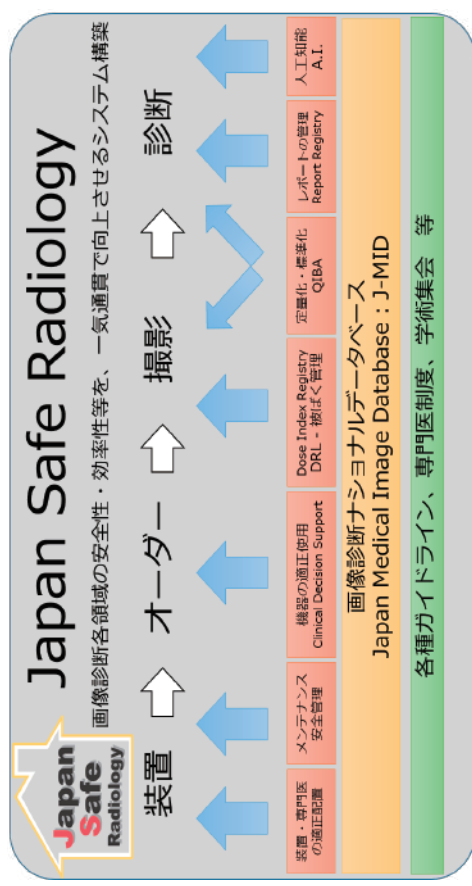 Japan
Safe
Radiology
Japan Safe Radiology
画像診断各領域の安全性・効率性等を、一気通貫で向上させるシステム構築
装置
オーダー
撮影
診断
装置・専門医
の適正配置
メンテナンス
安全管理
機器の適正使用
Clinical Decision Support
Dose Index Registry
DRL – 被ばく管理
定量化・標準化
QIBA
レポートの管理
Report Registry
人工知能
A.I.
画像診断ナショナルデータベース
Japan Medical Image Database : J-MID
各種ガイドライン、専門医制度、学術集会 等